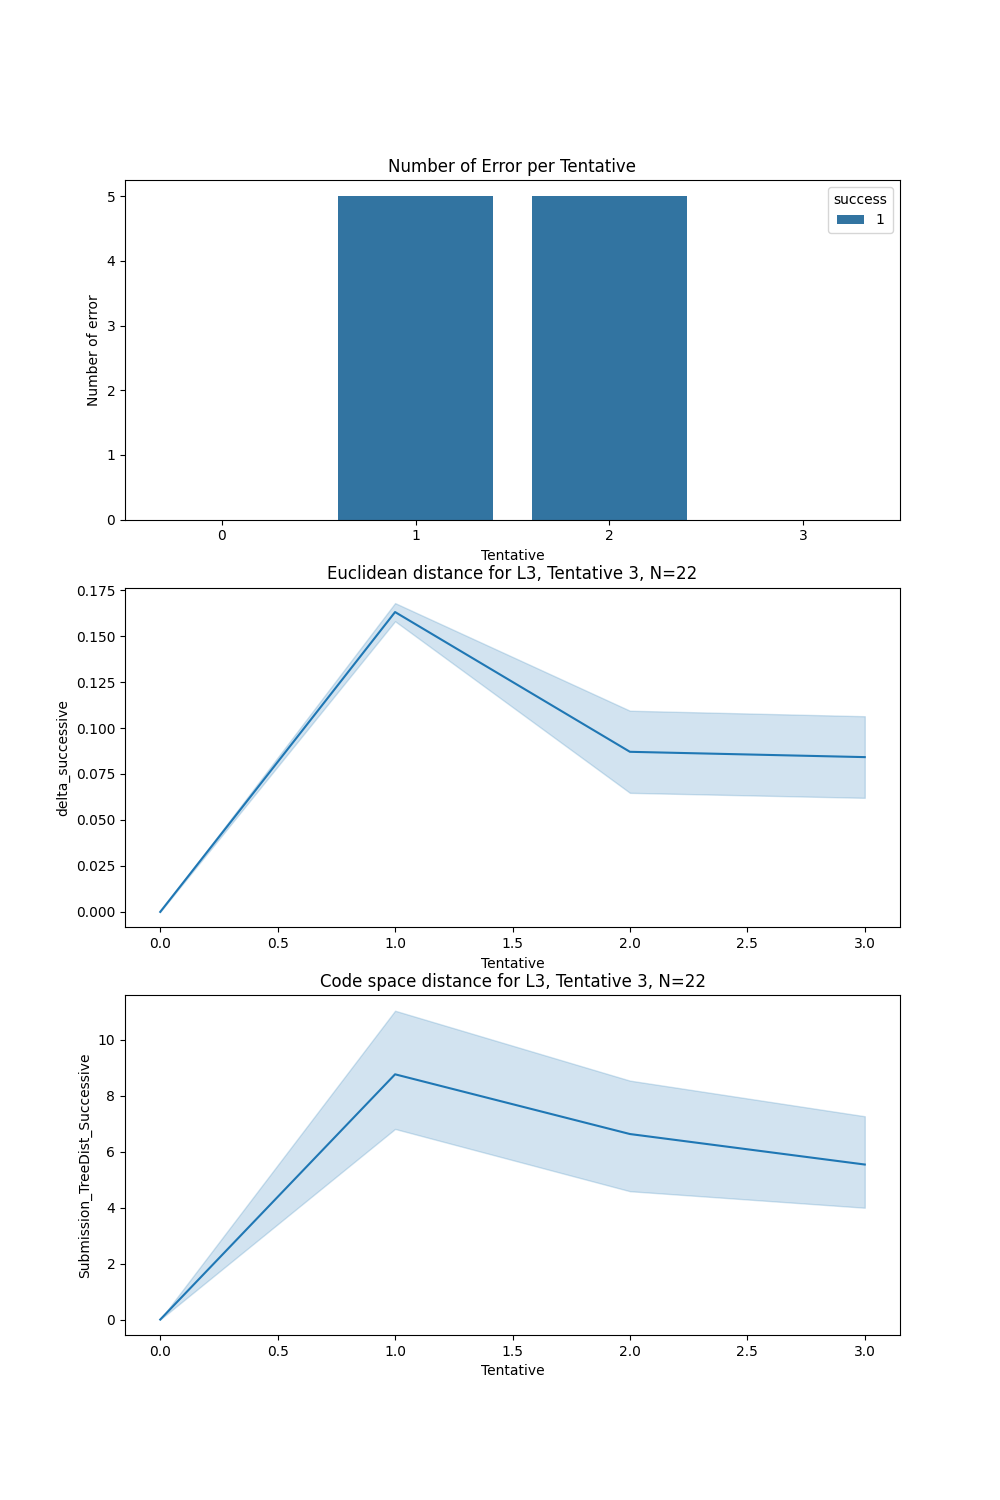 Number of Error per Tentative
success
1
5
4
3
2
1
0
Number of error
0 1 2 3
Tentative
Euclidean distance for L3, Tentative 3, N=22
0.175
0.150
0.125
0.100
0.075
0.050
0.025
0.000
delta_successive
0.0 0.5 1.0 1.5 2.0 2.5 3.0
Tentative
Code space distance for L3, Tentative 3, N=22
10
8
6
4
2
0
Submission_TreeDist_Successive
0.0 0.5 1.0 1.5 2.0 2.5 3.0
Tentative